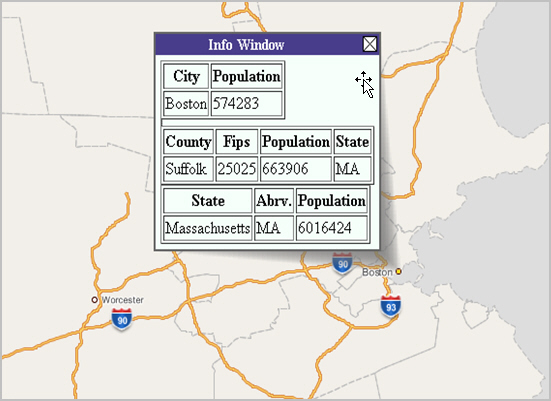 Info Window
City Population
Boston 574283
County Fips Population State
Suffolk 25025 663906 MA
State Abrv. Population
Massachusetts MA 6016424
90
Boston
Worcester
93
90